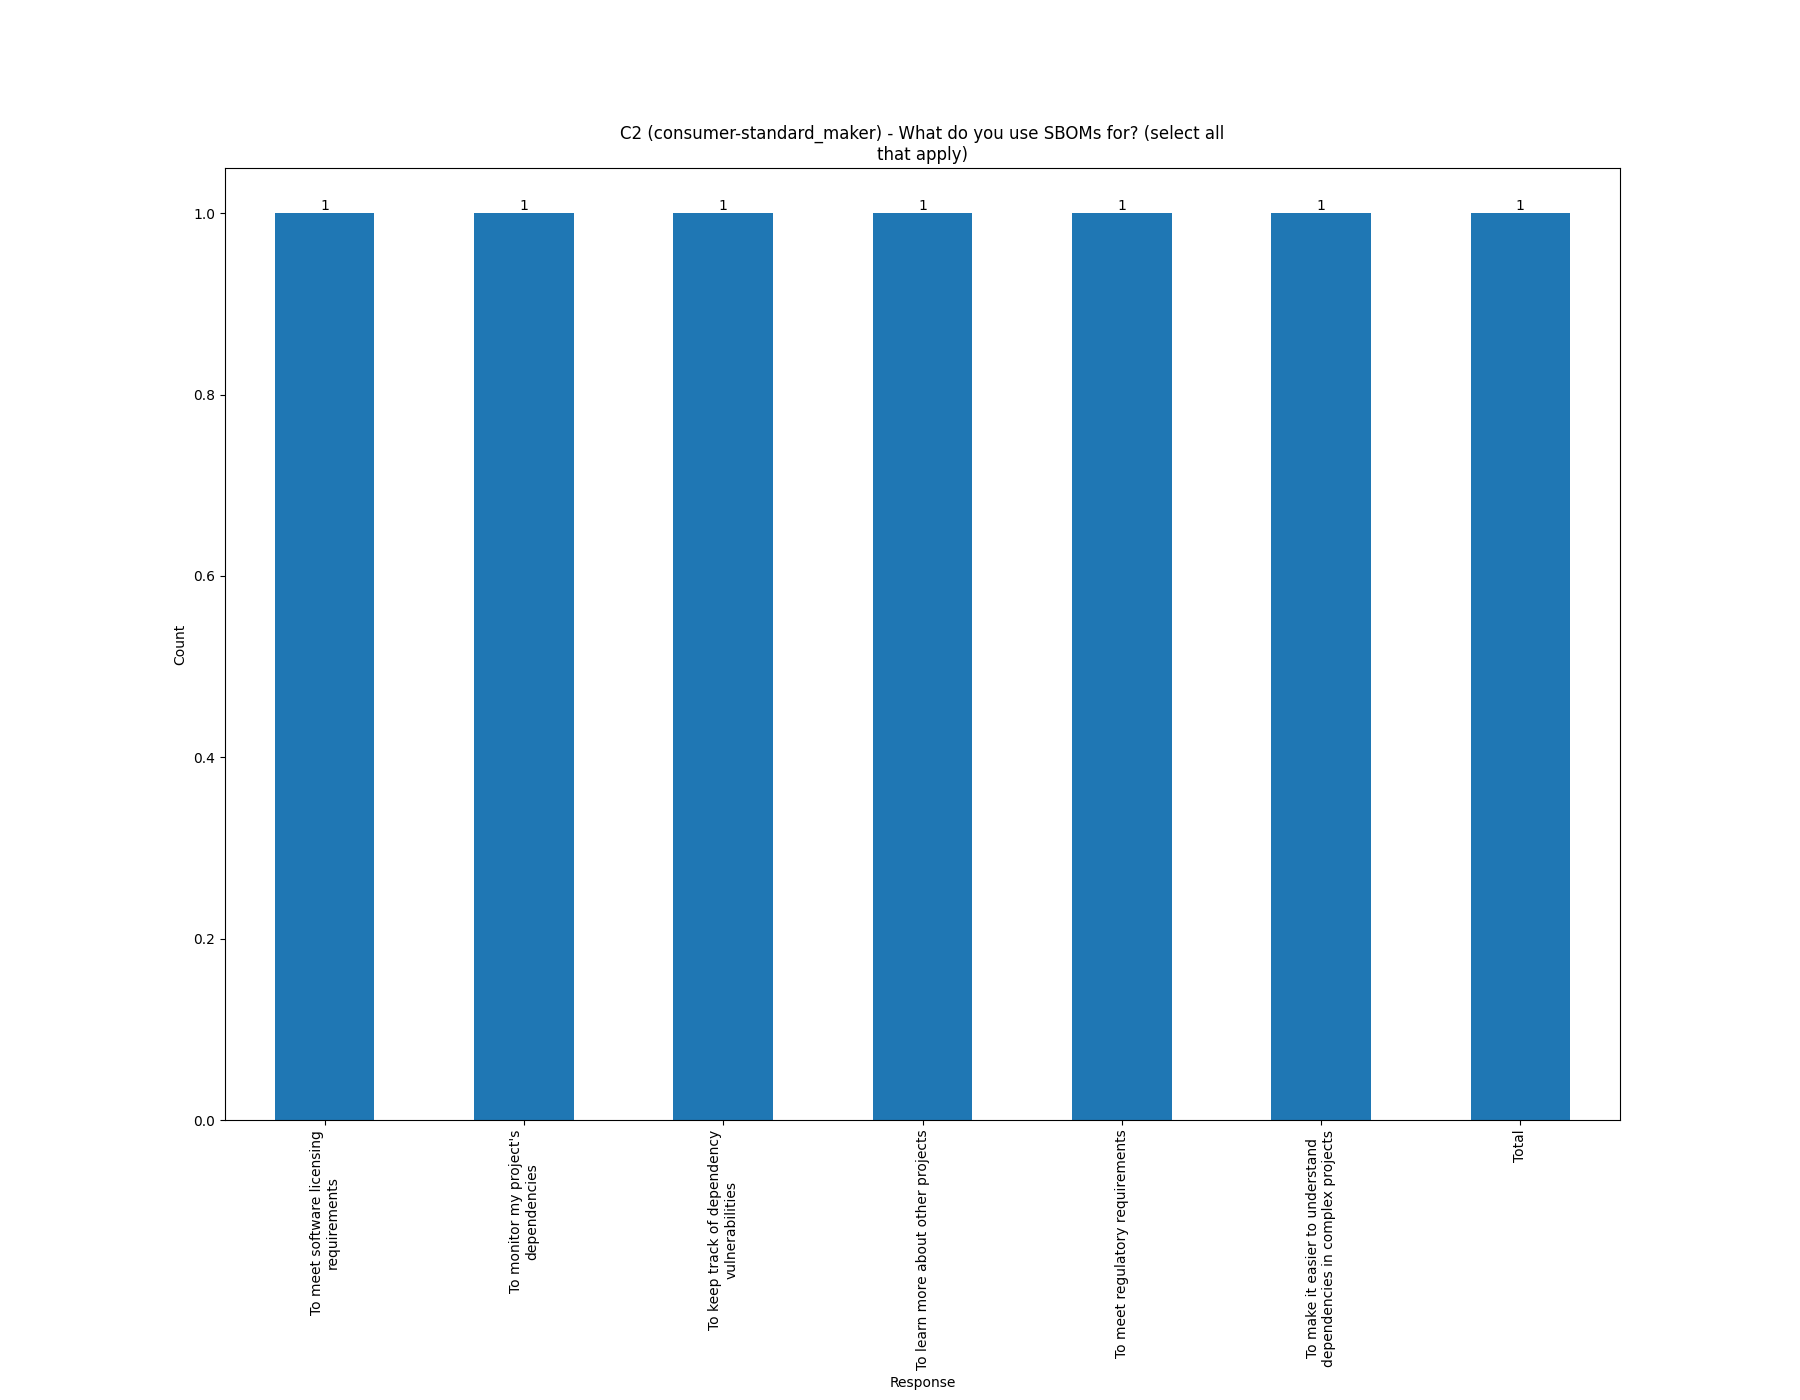 C2 (consumer-standard_maker) - What do you use SBOMs for? (select all
that apply)
1 1 1 1 1 1 1
1.0
0.8
0.6
0.4
0.2
0.0
Count
To meet software licensing
requirements
To monitor my project's
dependencies
To keep track of dependency
vulnerabilities
To learn more about other projects
To meet regulatory requirements
To make it easier to understand
dependencies in complex projects
Total
Response